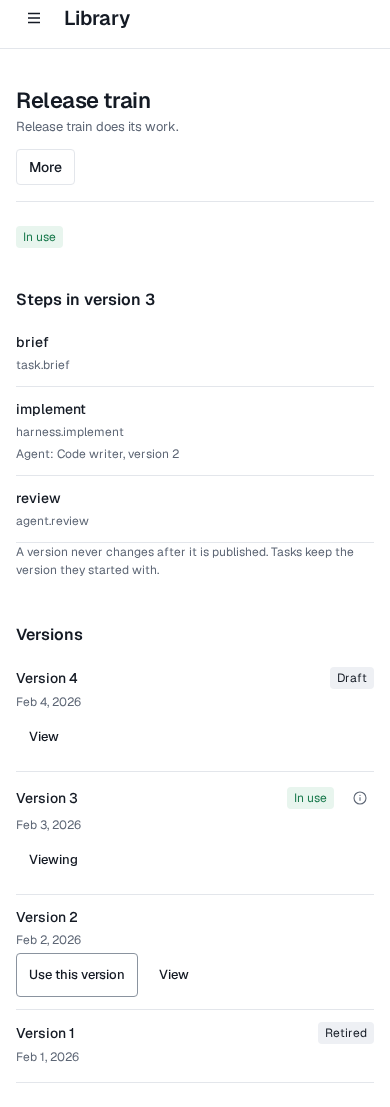 Library
Release train
Release train does its work.
More
In use
Steps in version 3
brief
task.brief
implement
harness.implement
Agent: Code writer, version 2
review
agent.review
A version never changes after it is published. Tasks keep the
version they started with.
Versions
Version 4 Draft
Feb 4, 2026
View
Version 3 In use
Feb 3, 2026
Viewing
Version 2
Feb 2, 2026
Use this version View
Version 1 Retired
Feb 1, 2026